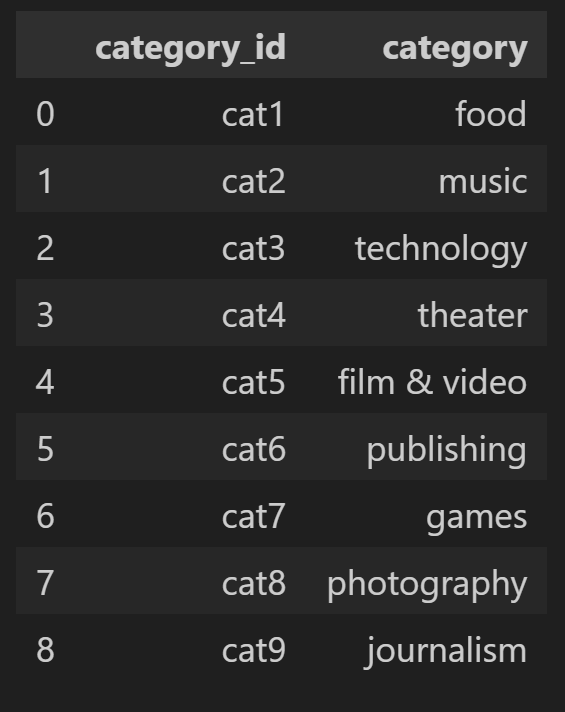 category_id category
0 cat1 food
1 cat2 music
2 cat3 technology
3 cat4 theater
4 cat5 film & video
5 cat6 publishing
6 cat7 games
7 cat8 photography
8 cat9 journalism